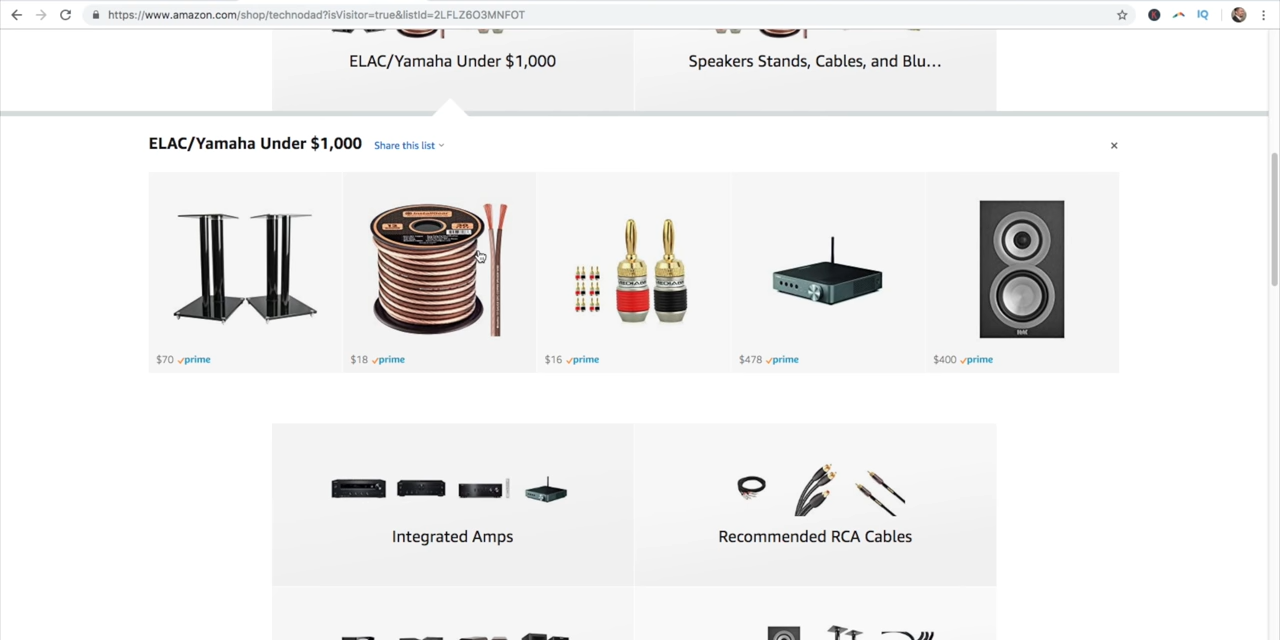 https://www.amazon.com/shop/technodad?isVisitor=true&listId=2LFLZ6O3MNFOT
IQ
ELAC/Yamaha Under $1,000
Speakers Stands, Cables, and Blu...
ELAC/Yamaha Under $1,000 Share this list
$70 prime
$18 prime
$16 prime
$478 prime
$400 prime
Integrated Amps
Recommended RCA Cables